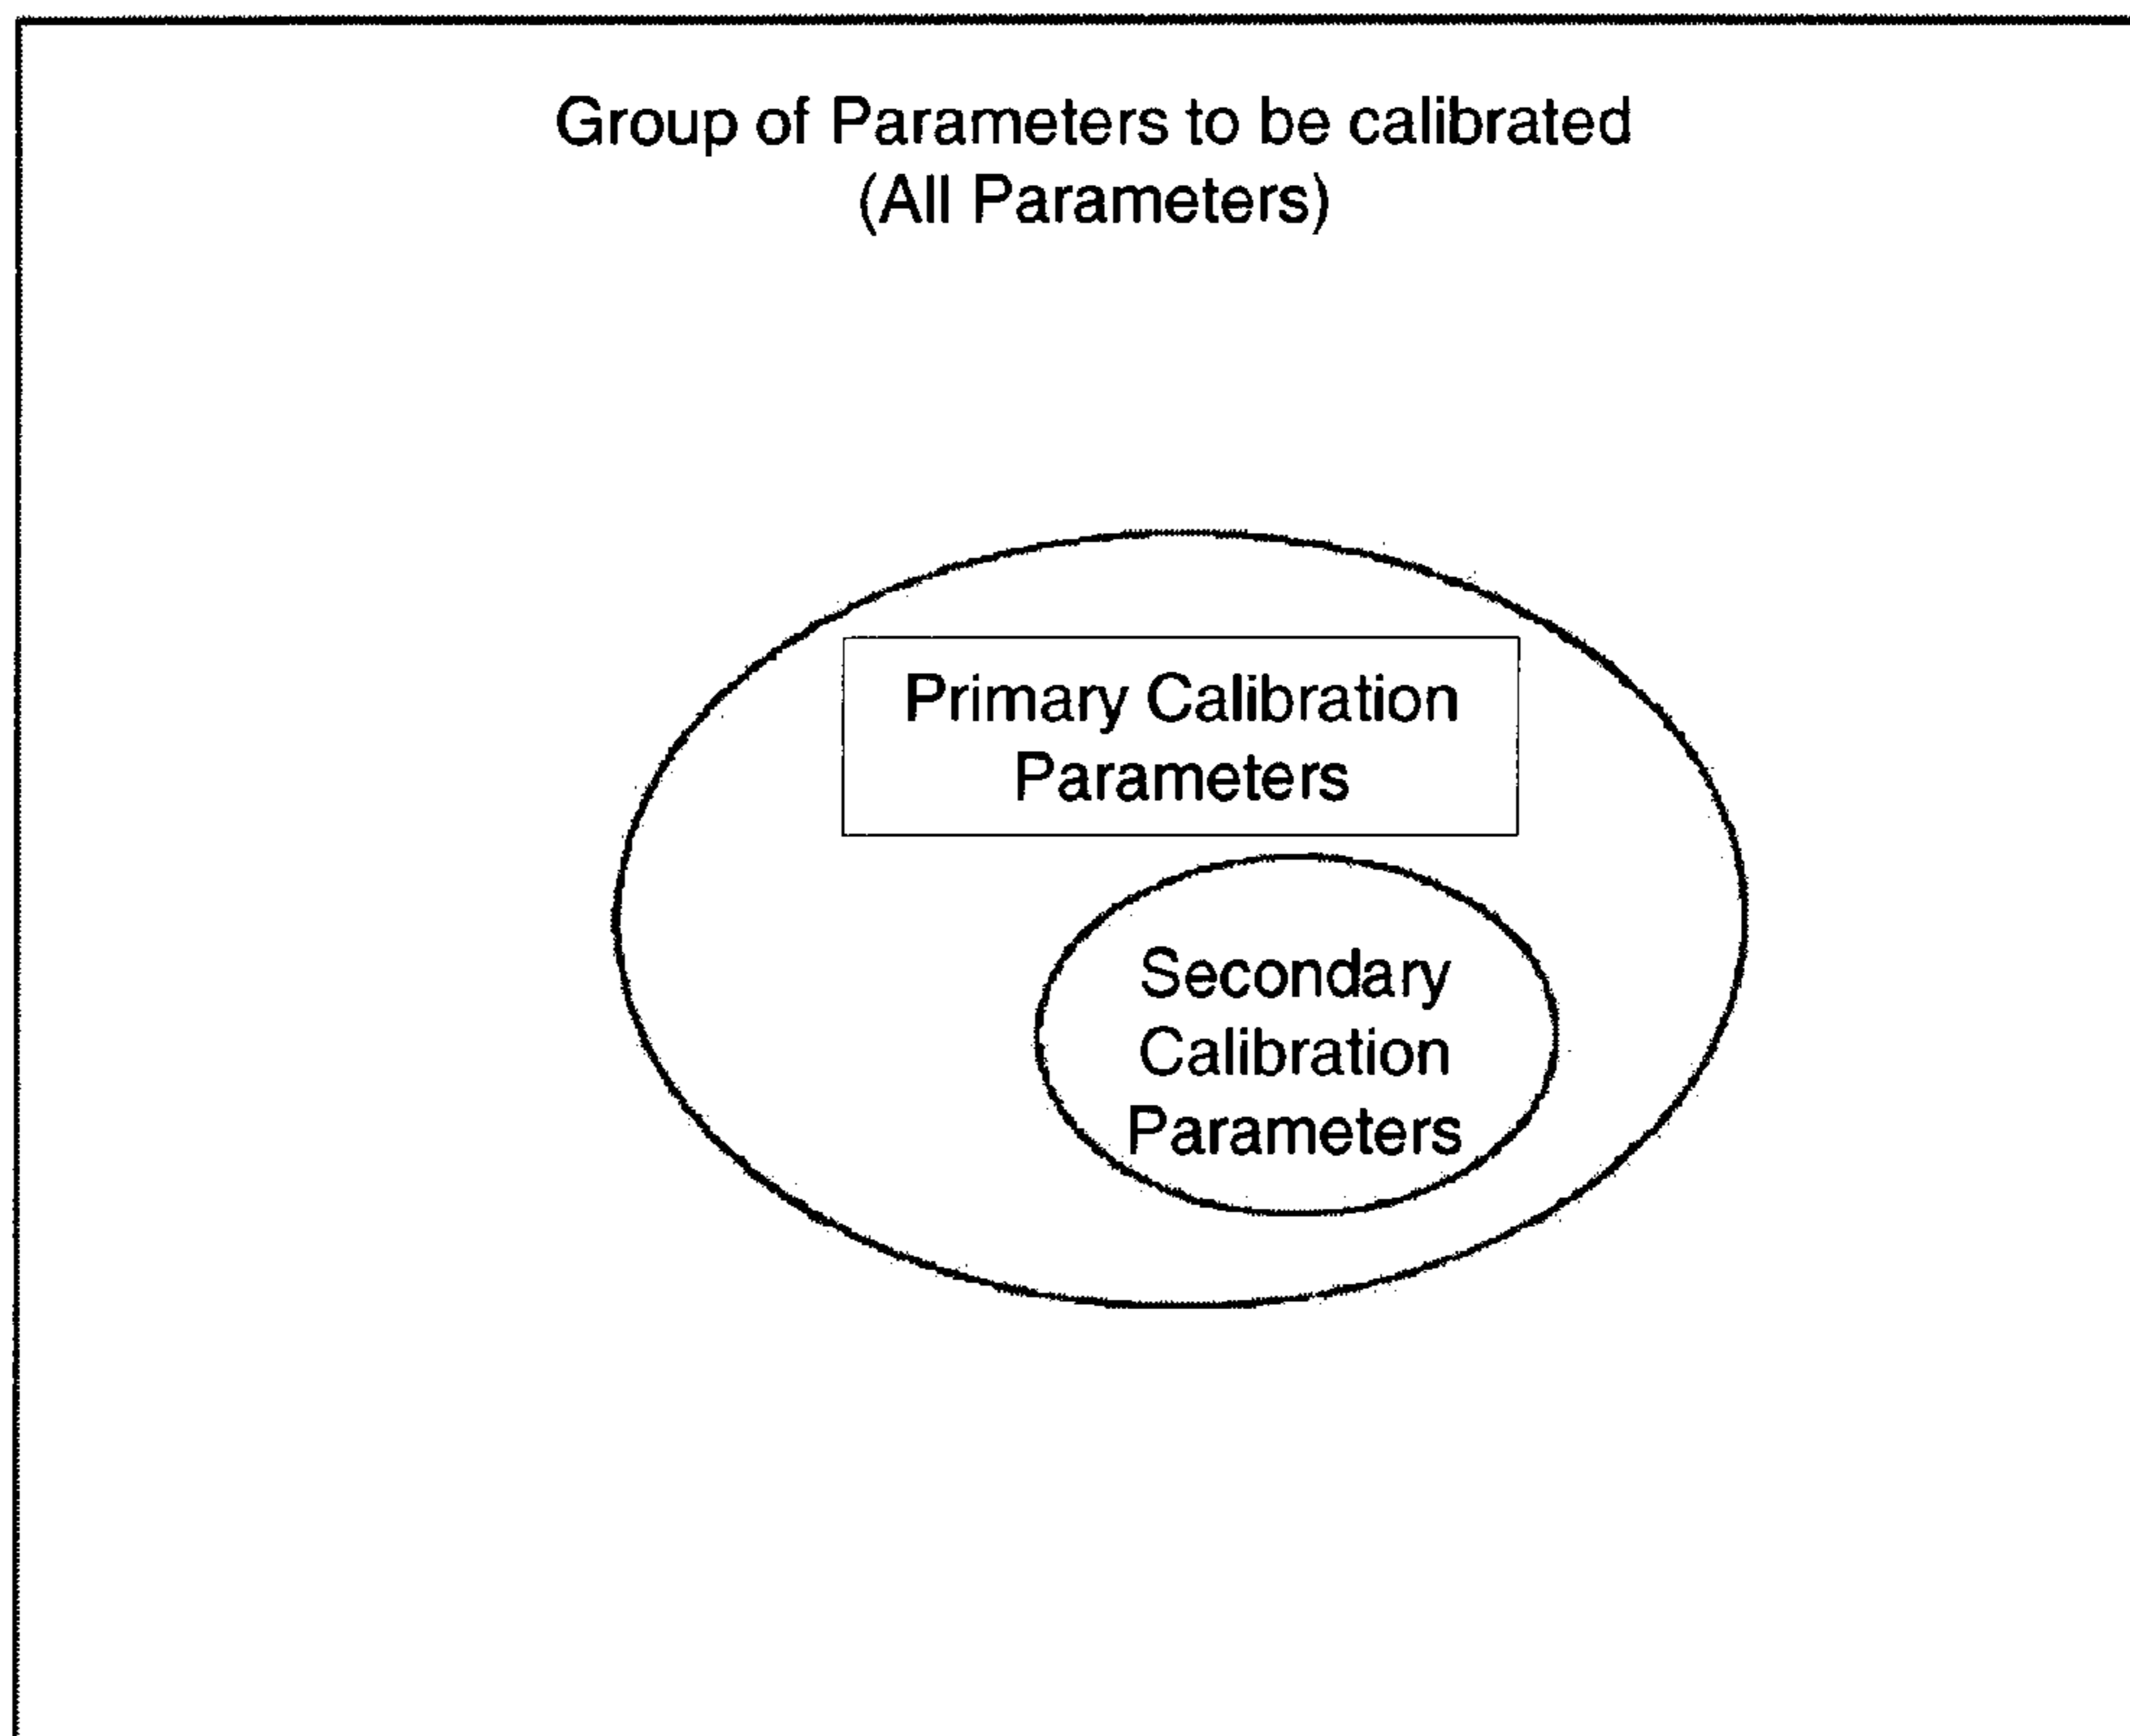 Group of Parameters to be calibrated
(All Parameters)
Primary Calibration
Parameters
Secondary
Calibration
Parameters